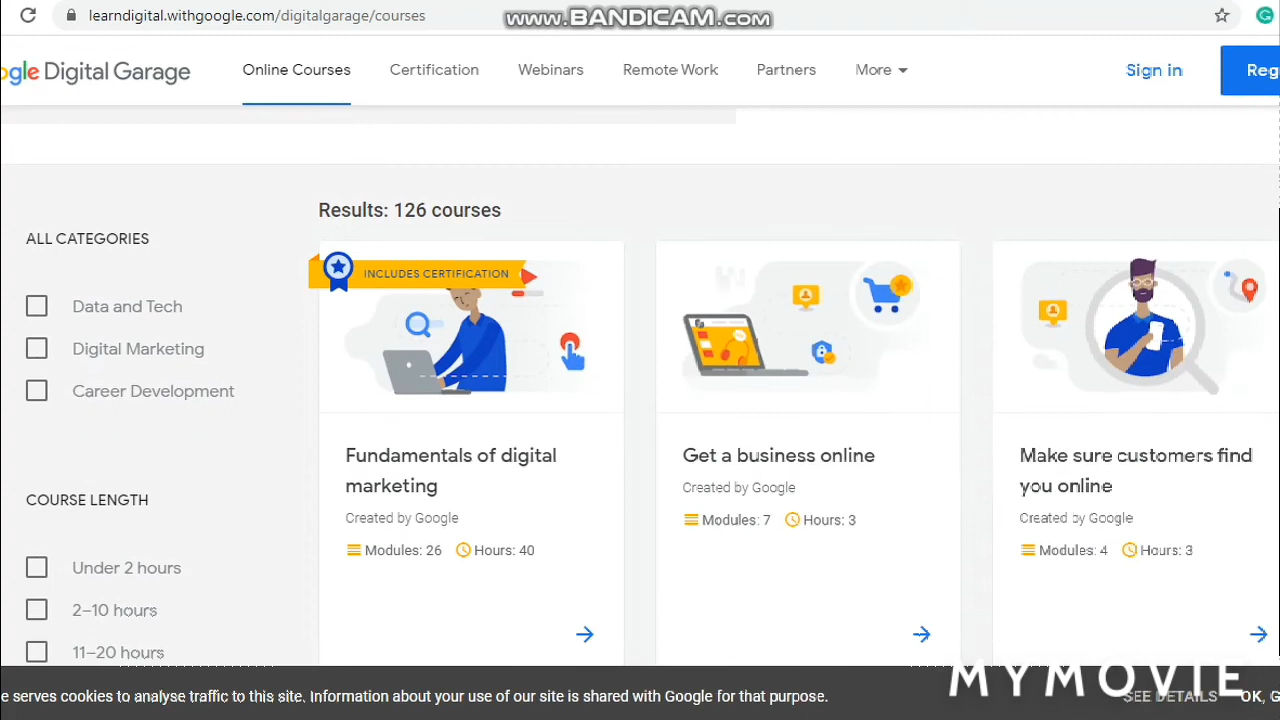 learndigital.withgoogle.com/digitalgarage/courses
www.BANDICAM.com
ogle Digital Garage
Online Courses
Certification
Webinars
Remote Work
Partners
More
Sign in
Reg
Results: 126 courses
ALL CATEGORIES
Data and Tech
Digital Marketing
Career Development
COURSE LENGTH
Under 2 hours
2–10 hours
11–20 hours
INCLUDES CERTIFICATION
Fundamentals of digital
marketing
Created by Google
Modules: 26 Hours: 40
Get a business online
Created by Google
Modules: 7 Hours: 3
Make sure customers find
you online
Created by Google
Modules: 4 Hours: 3
e serves cookies to analyse traffic to this site. Information about your use of our site is shared with Google for that purpose.
SEE DETAILS
OK, G
MYMOVIE